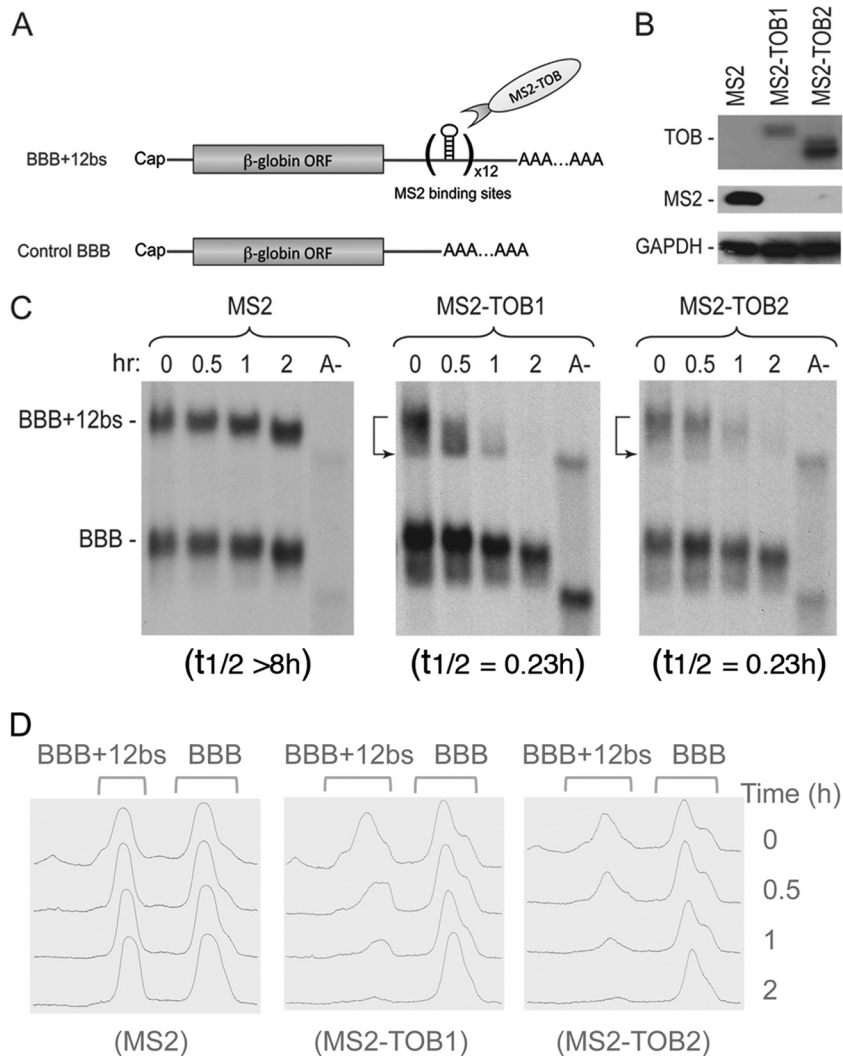 A
MS2-TOB
BBB+12bs
Cap
β-globin ORF
( ) x12
AAA...AAA
MS2 binding sites
Control BBB
Cap
β-globin ORF
AAA...AAA
B
MS2
MS2-TOB1
MS2-TOB2
TOB -
MS2 -
GAPDH -
C
MS2
MS2-TOB1
MS2-TOB2
hr: 0 0.5 1 2 A-
0 0.5 1 2 A-
0 0.5 1 2 A-
BBB+12bs -
BBB -
(t1/2 >8h)
(t1/2 = 0.23h)
(t1/2 = 0.23h)
D
BBB+12bs BBB
BBB+12bs BBB
BBB+12bs BBB
Time (h)
0
0.5
1
2
(MS2)
(MS2-TOB1)
(MS2-TOB2)